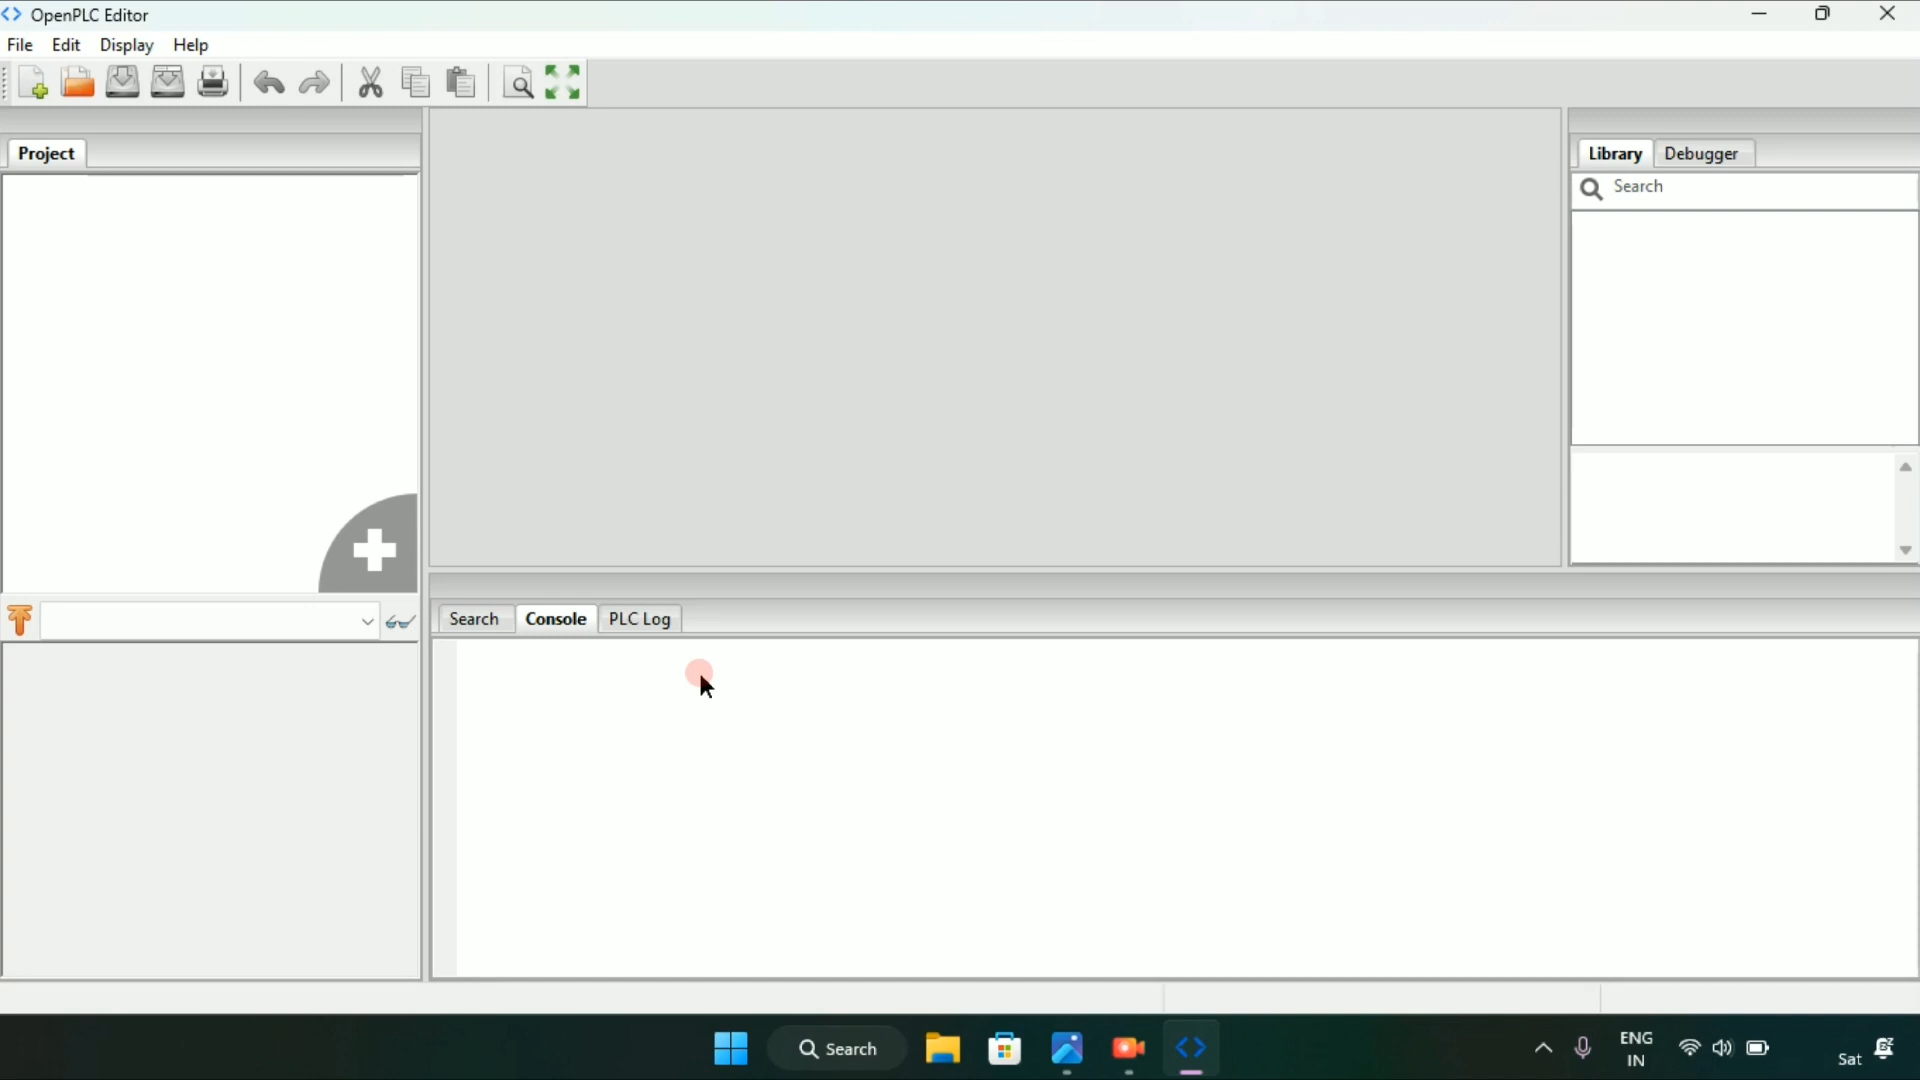 OpenPLC Editor
File Edit Display Help
Project
Library Debugger
Search
Search Console PLC Log
Search
ENG
IN
Sat